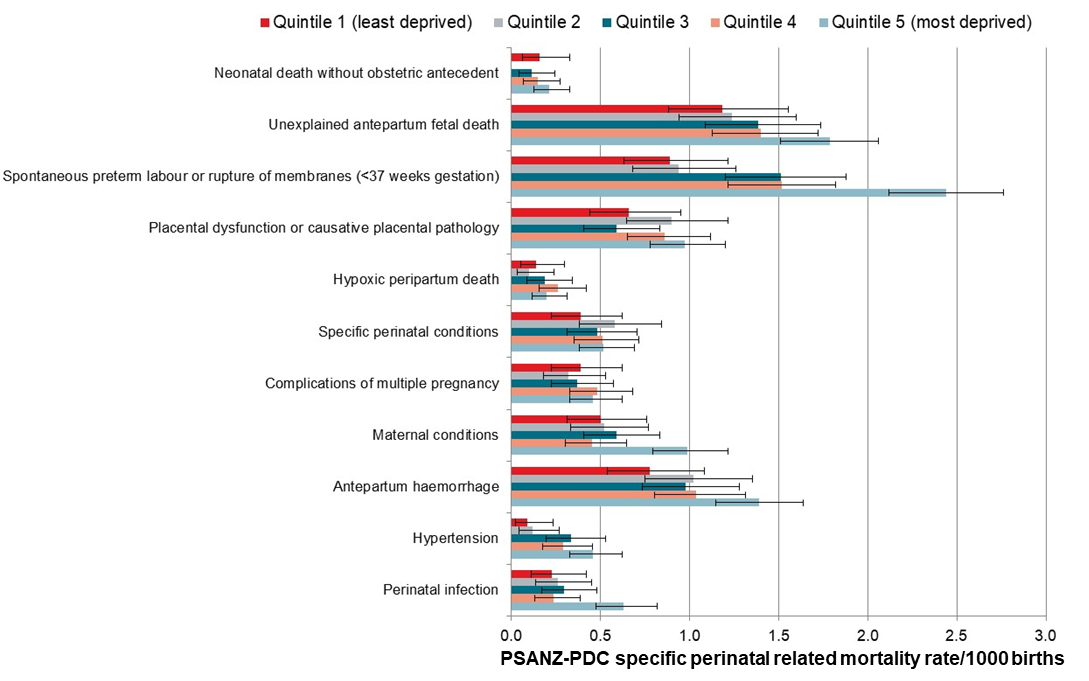 Quintile 1 (least deprived) Quintile 2 Quintile 3 Quintile 4 Quintile 5 (most deprived)
Neonatal death without obstetric antecedent
Unexplained antepartum fetal death
Spontaneous preterm labour or rupture of membranes (<37 weeks gestation)
Placental dysfunction or causative placental pathology
Hypoxic peripartum death
Specific perinatal conditions
Complications of multiple pregnancy
Maternal conditions
Antepartum haemorrhage
Hypertension
Perinatal infection
0.0 0.5 1.0 1.5 2.0 2.5 3.0
PSANZ-PDC specific perinatal related mortality rate/1000 births